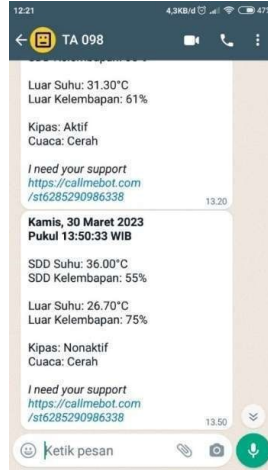 12:21
4,3KB/d
47
TA 098
Luar Suhu: 31.30°C
Luar Kelembapan: 61%
Kipas: Aktif
Cuaca: Cerah
I need your support
https://callmebot.com
/st6285290986338
13.20
Kamis, 30 Maret 2023
Pukul 13:50:33 WIB
SDD Suhu: 36.00°C
SDD Kelembapan: 55%
Luar Suhu: 26.70°C
Luar Kelembapan: 75%
Kipas: Nonaktif
Cuaca: Cerah
I need your support
https://callmebot.com
/st6285290986338
13.50
Ketik pesan